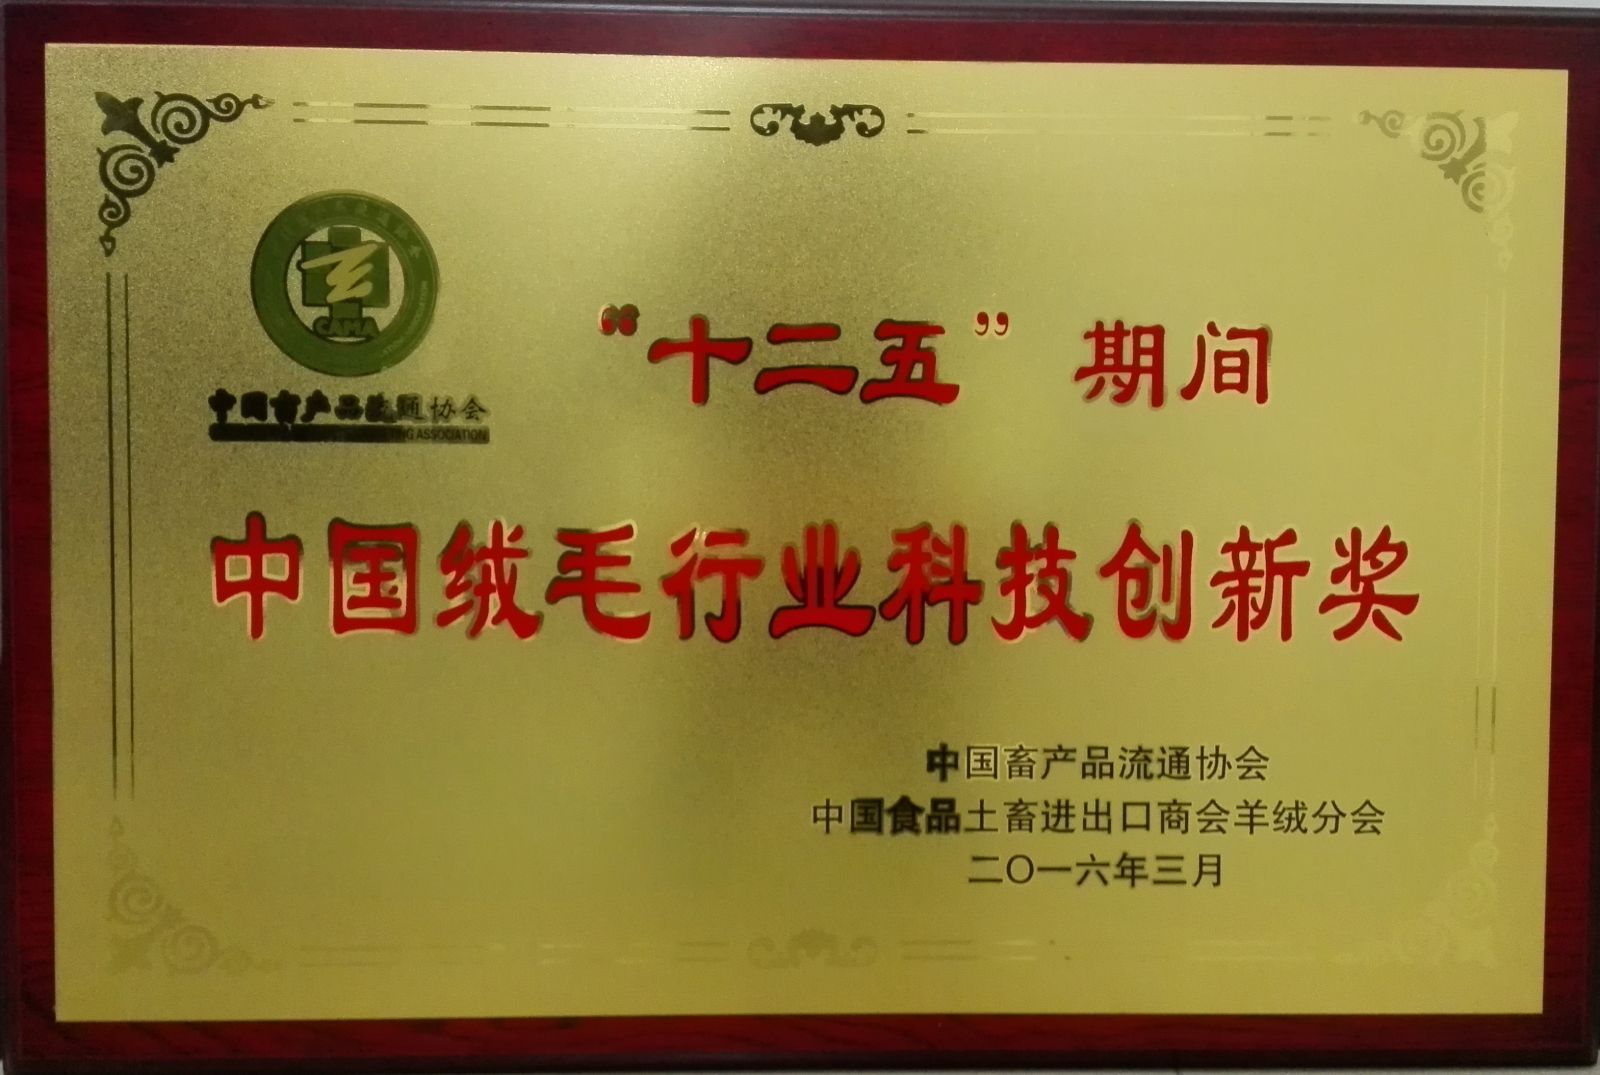 CAMA
中国畜产品流通协会
ASSOCIATION
“十二五” 期间
中国绒毛行业科技创新奖
中国畜产品流通协会
中国食品土畜进出口商会羊绒分会
二〇一六年三月